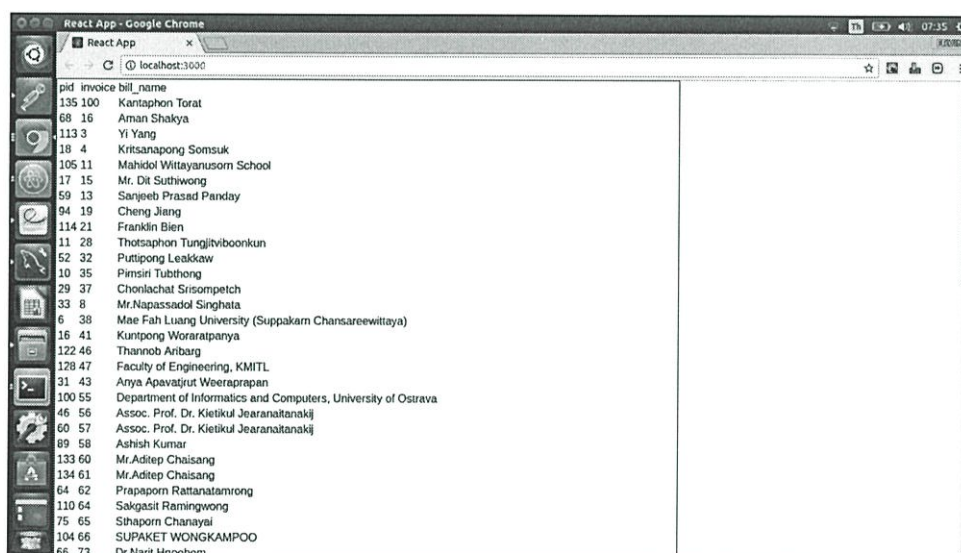 React App - Google Chrome
Th 07:35
React App x
localhost:3000
pid invoice bill_name
135 100 Kantaphon Torat
68 16 Aman Shakya
113 3 Yi Yang
18 4 Kritsanapong Somsuk
105 11 Mahidol Wittayanusorn School
17 15 Mr. Dit Suthiwong
59 13 Sanjeeb Prasad Panday
94 19 Cheng Jiang
114 21 Franklin Bien
11 28 Thotsaphon Tungjitviboonkun
52 32 Puttipong Leakkaw
10 35 Pimsiri Tubthong
29 37 Chonlachat Srisompetch
33 8 Mr.Napassadol Singhata
6 38 Mae Fah Luang University (Suppakarn Chansareewittaya)
16 41 Kuntpong Woraratpanya
122 46 Thannob Aribarg
128 47 Faculty of Engineering, KMITL
31 43 Anya Apavatjrut Weeraprapan
100 55 Department of Informatics and Computers, University of Ostrava
46 56 Assoc. Prof. Dr. Kietikul Jearanaitanakij
60 57 Assoc. Prof. Dr. Kietikul Jearanaitanakij
89 58 Ashish Kumar
133 60 Mr.Aditep Chaisang
134 61 Mr.Aditep Chaisang
64 62 Prapaporn Rattanatamrong
110 64 Sakgasit Ramingwong
75 65 Sthaporn Chanayai
104 66 SUPAKET WONGKAMPOO
66 73 Dr.Narit